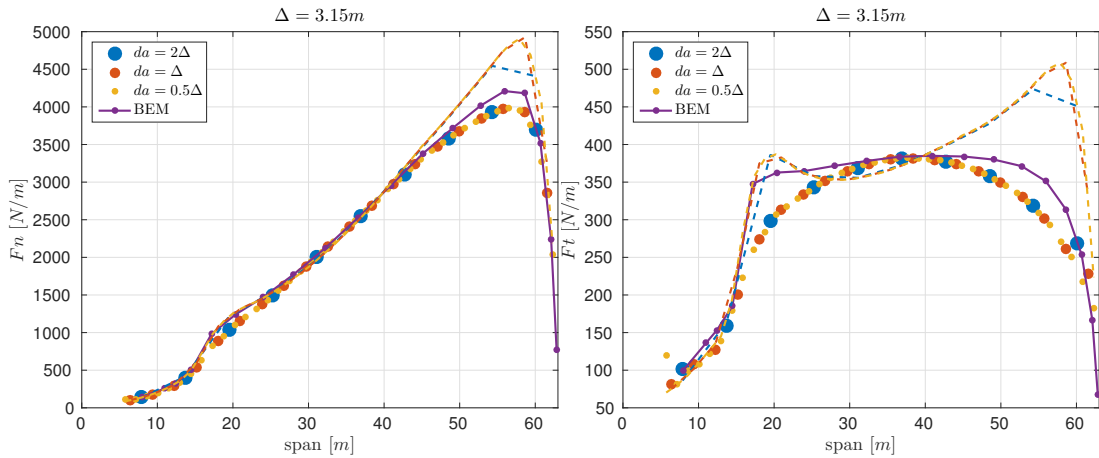 Δ = 3.15m
Fn [N/m]
5000
4500
4000
3500
3000
2500
2000
1500
1000
500
0
da = 2Δ
da = Δ
da = 0.5Δ
BEM
0 10 20 30 40 50 60
span [m]
Δ = 3.15m
Ft [N/m]
550
500
450
400
350
300
250
200
150
100
50
da = 2Δ
da = Δ
da = 0.5Δ
BEM
0 10 20 30 40 50 60
span [m]